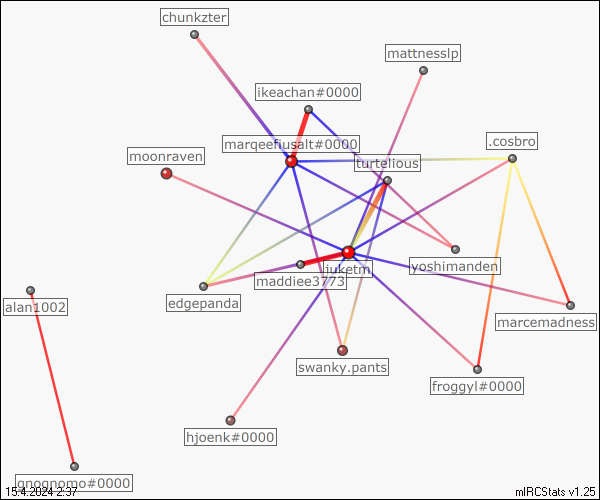 chunkzter
mattnesslp
ikeachan#0000
marqeefiusalt#0000
.cosbro
moonraven
turtelious
yoshimanden
juketm
maddiee3773
edgepanda
alan1002
marcemadness
swanky.pants
froggyl#0000
hjoenk#0000
gnognomo#0000
15.4.2024 2:37
mIRCStats v1.25